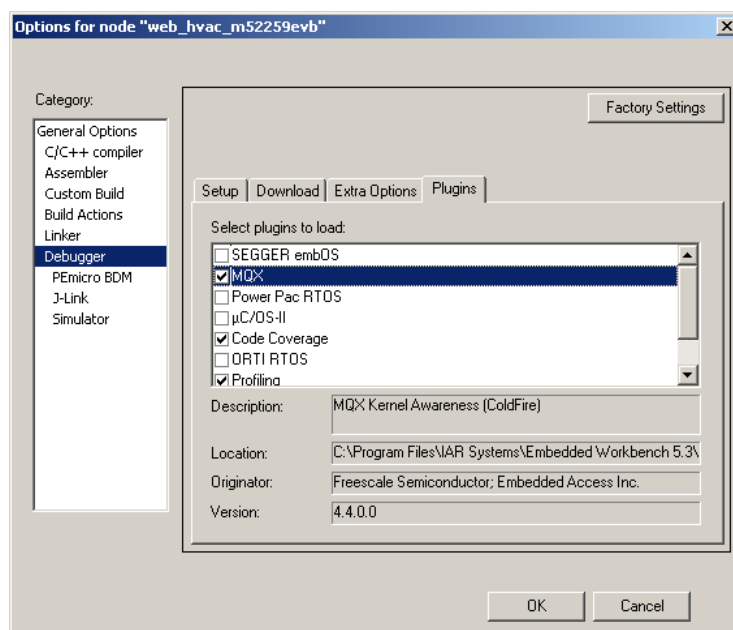 Options for node "web_hvac_m52259evb"
Category:
Factory Settings
General Options
C/C++ compiler
Assembler
Custom Build
Build Actions
Linker
Debugger
PEmicro BDM
J-Link
Simulator
Setup Download Extra Options Plugins
Select plugins to load:
SEGGER embOS
MQX
Power Pac RTOS
µC/OS-II
Code Coverage
ORTI RTOS
Profiling
Description: MQX Kernel Awareness (ColdFire)
Location: C:\Program Files\IAR Systems\Embedded Workbench 5.3\
Originator: Freescale Semiconductor; Embedded Access Inc.
Version: 4.4.0.0
OK Cancel